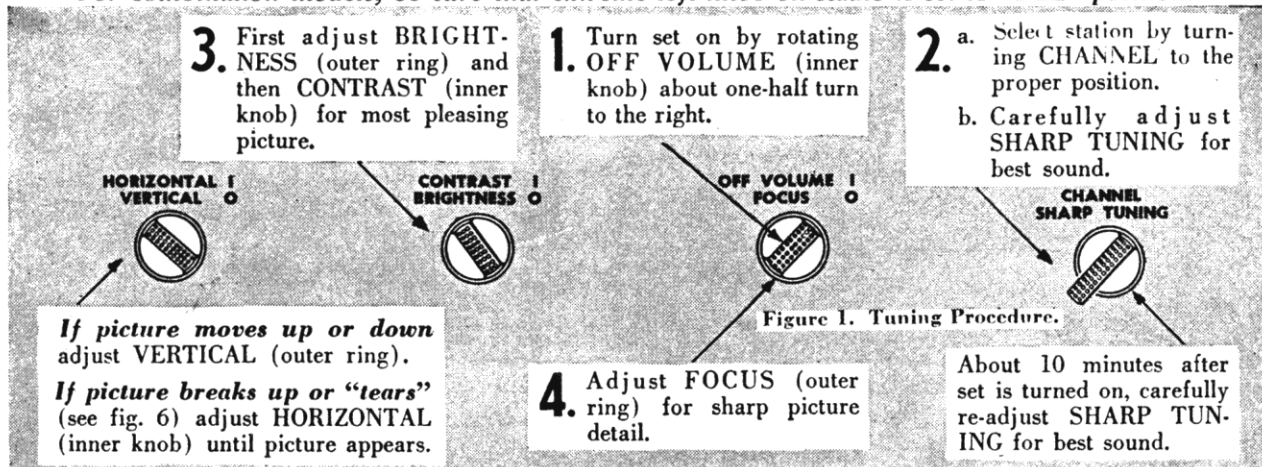 3. First adjust BRIGHT-
NESS (outer ring) and
then CONTRAST (inner
knob) for most pleasing
picture.
1. Turn set on by rotating
OFF VOLUME (inner
knob) about one-half turn
to the right.
2. a. Select station by turn-
ing CHANNEL to the
proper position.
b. Carefully adjust
SHARP TUNING for
best sound.
HORIZONTAL I
VERTICAL O
CONTRAST I
BRIGHTNESS O
OFF VOLUME I
FOCUS O
CHANNEL
SHARP TUNING
If picture moves up or down
adjust VERTICAL (outer ring).
If picture breaks up or “tears”
(see fig. 6) adjust HORIZONTAL
(inner knob) until picture appears.
4. Adjust FOCUS (outer
ring) for sharp picture
detail.
Figure 1. Tuning Procedure.
About 10 minutes after
set is turned on, carefully
re-adjust SHARP TUN-
ING for best sound.